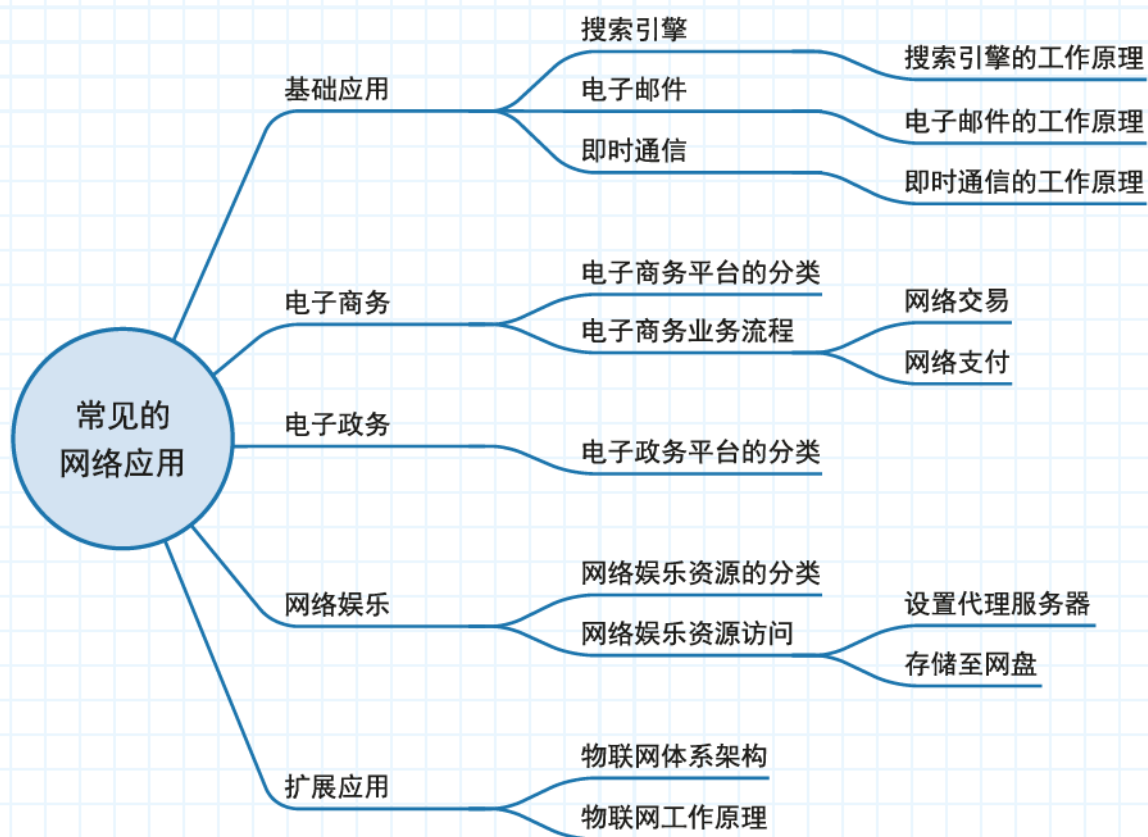 常见的
网络应用
基础应用
搜索引擎
搜索引擎的工作原理
电子邮件
电子邮件的工作原理
即时通信
即时通信的工作原理
电子商务
电子商务平台的分类
电子商务业务流程
网络交易
网络支付
电子政务
电子政务平台的分类
网络娱乐
网络娱乐资源的分类
网络娱乐资源访问
设置代理服务器
存储至网盘
扩展应用
物联网体系架构
物联网工作原理